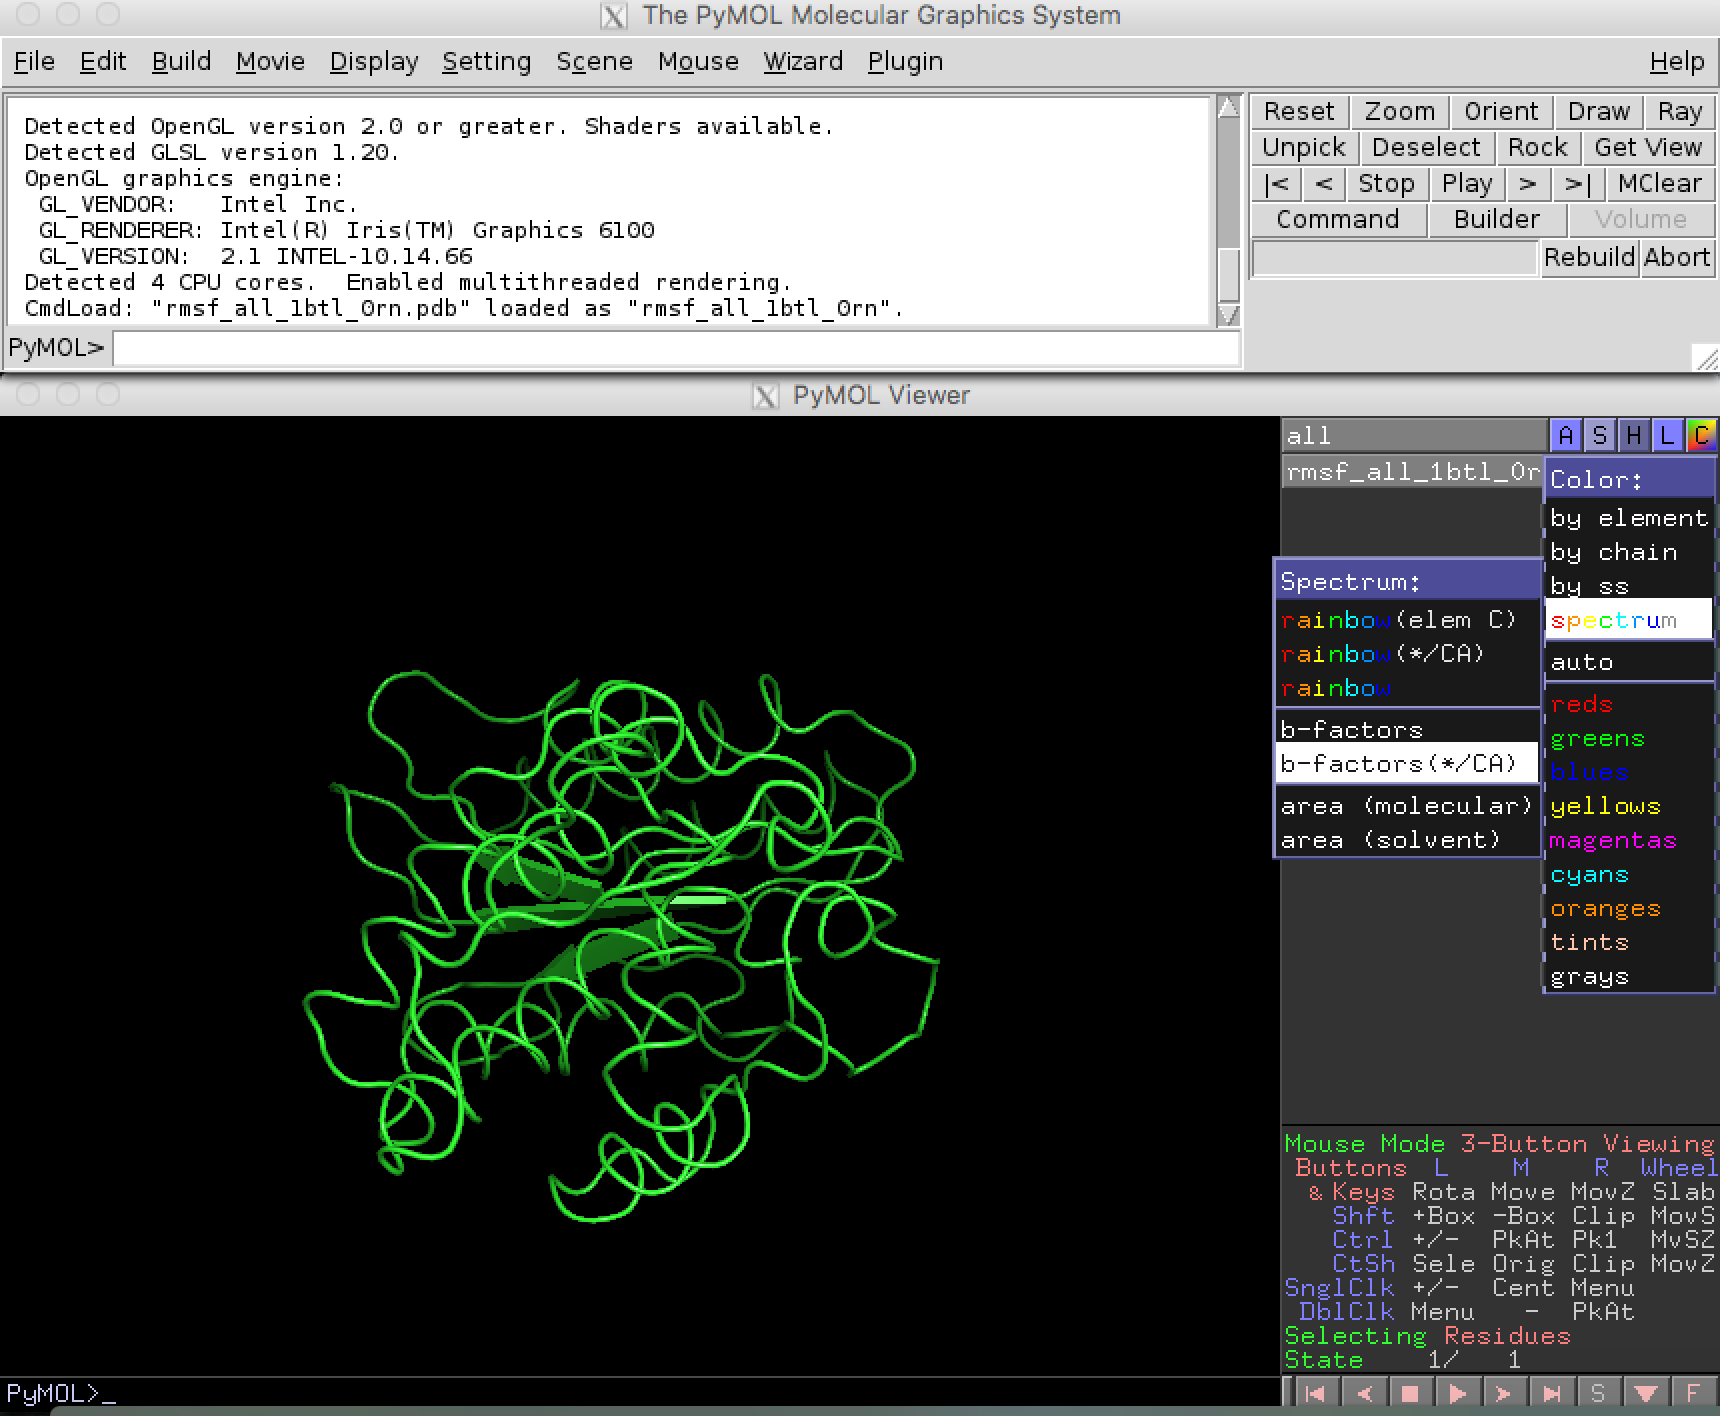 The PyMOL Molecular Graphics System
File Edit Build Movie Display Setting Scene Mouse Wizard Plugin Help
Detected OpenGL version 2.0 or greater. Shaders available.
Detected GLSL version 1.20.
OpenGL graphics engine:
GL_VENDOR: Intel Inc.
GL_RENDERER: Intel(R) Iris(TM) Graphics 6100
GL_VERSION: 2.1 INTEL-10.14.66
Detected 4 CPU cores. Enabled multithreaded rendering.
CmdLoad: "rmsf_all_1btl_0rn.pdb" loaded as "rmsf_all_1btl_0rn".
PyMOL>
Reset Zoom Orient Draw Ray
Unpick Deselect Rock Get View
|< < Stop Play > >| MClear
Command Builder Volume
Rebuild Abort
PyMOL Viewer
all A S H L C
rmsf_all_1btl_0r
Color:
by element
by chain
by ss
spectrum
auto
reds
greens
blues
yellows
magentas
cyans
oranges
tints
grays
Spectrum:
rainbow(elem C)
rainbow(*/CA)
rainbow
b-factors
b-factors(*/CA)
area (molecular)
area (solvent)
Mouse Mode 3-Button Viewing
Buttons L M R Wheel
& Keys Rota Move MovZ Slab
Shft +Box -Box Clip MovS
Ctrl +/- PkAt Pk1 MvSZ
CtSh Sele Orig Clip MovZ
SnglClk +/- Cent Menu
DblClk Menu - PkAt
Selecting Residues
State 1/ 1
PyMOL>_
S F